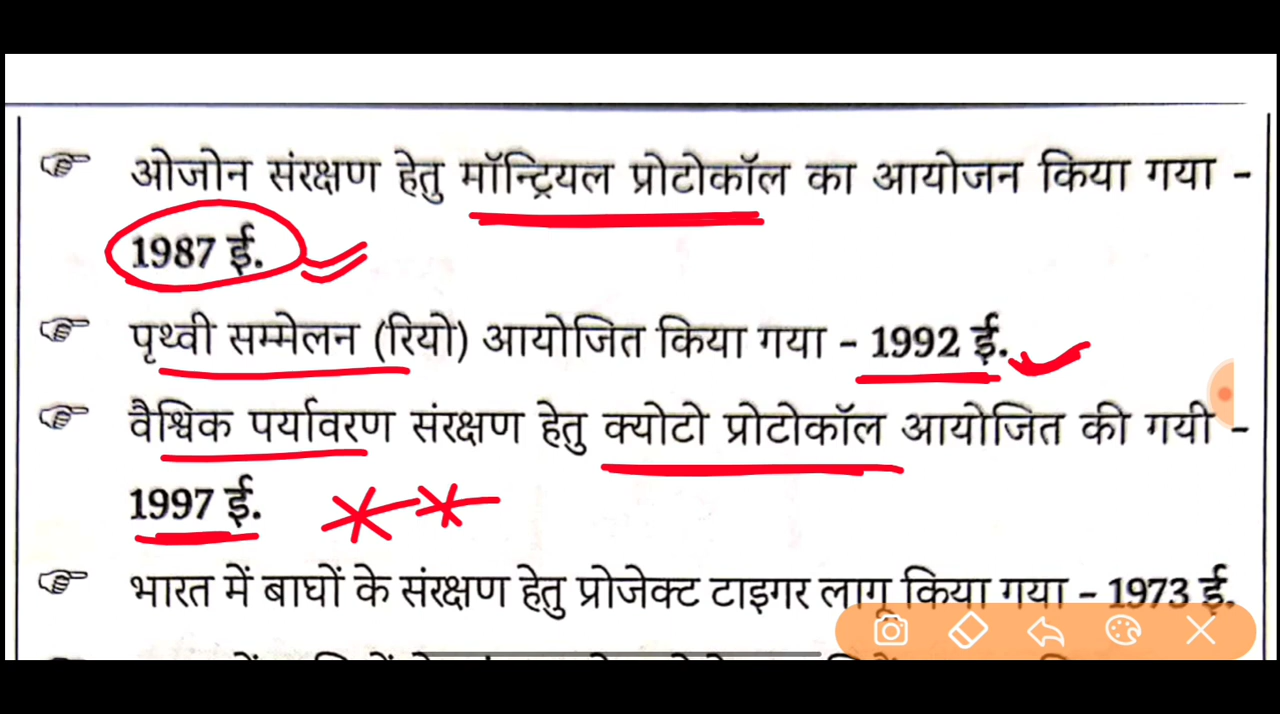 ओजोन संरक्षण हेतु मॉन्ट्रियल प्रोटोकॉल का आयोजन किया गया -
1987 ई.
पृथ्वी सम्मेलन (रियो) आयोजित किया गया - 1992 ई.
वैश्विक पर्यावरण संरक्षण हेतु क्योटो प्रोटोकॉल आयोजित की गयी -
1997 ई.
भारत में बाघों के संरक्षण हेतु प्रोजेक्ट टाइगर लागू किया गया - 1973 ई.